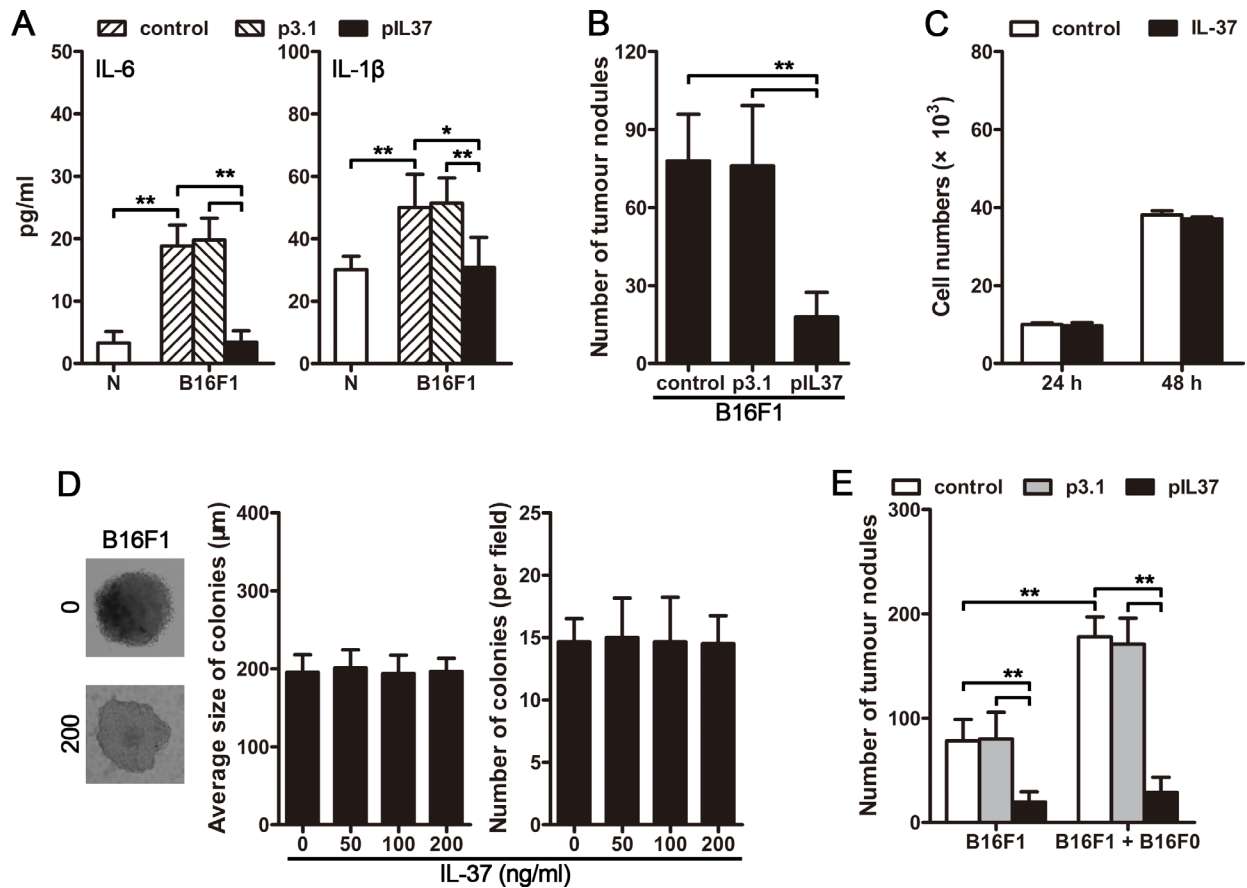 A
control p3.1 pIL37
IL-6
pg/ml
50
40
30
20
10
0
N B16F1
**
**
IL-1β
100
80
60
40
20
0
N B16F1
**
*
**
B
Number of tumour nodules
120
90
60
30
0
**
control p3.1 pIL37
B16F1
C
control IL-37
Cell numbers (× 10³)
80
60
40
20
0
24 h 48 h
D
B16F1
0
200
Average size of colonies (μm)
400
300
200
100
0
0 50 100 200
Number of colonies (per field)
25
20
15
10
5
0
0 50 100 200
IL-37 (ng/ml)
E
control p3.1 pIL37
Number of tumour nodules
300
200
100
0
**
**
**
B16F1 B16F1 + B16F0